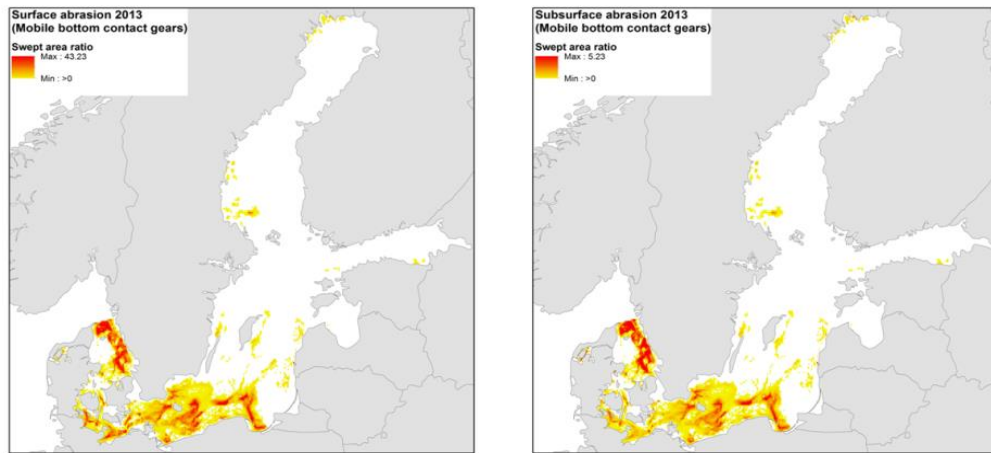 Surface abrasion 2013
(Mobile bottom contact gears)
Swept area ratio
Max : 43.23
Min : >0
Subsurface abrasion 2013
(Mobile bottom contact gears)
Swept area ratio
Max : 5.23
Min : >0